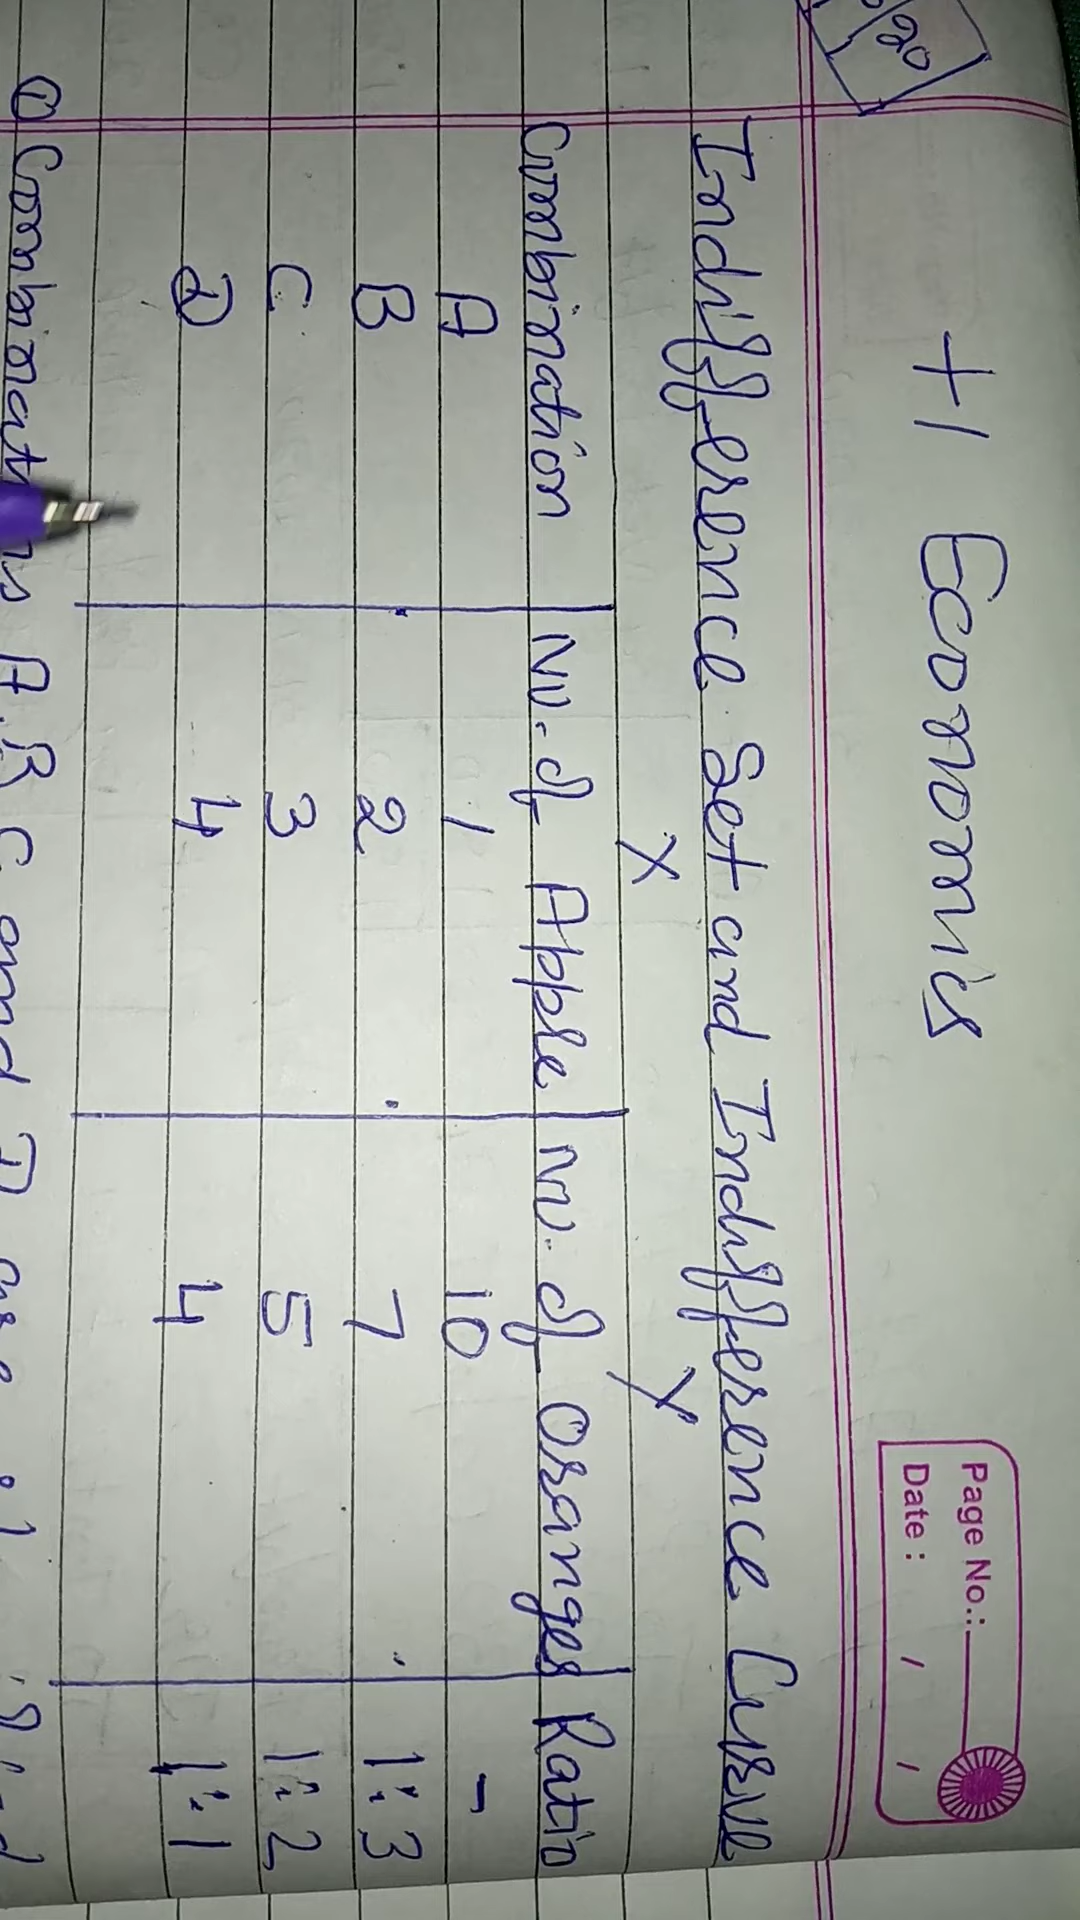 20
+1 Economics
Page No.:
Date : / /
Indifference Set and Indifference Curve
X Y
Combination No. of Apple No. of Oranges Ratio
A 1 10 -
B 2 7 1:3
C 3 5 1:2
D 4 4 1:1
① Combinations A, B, C and D